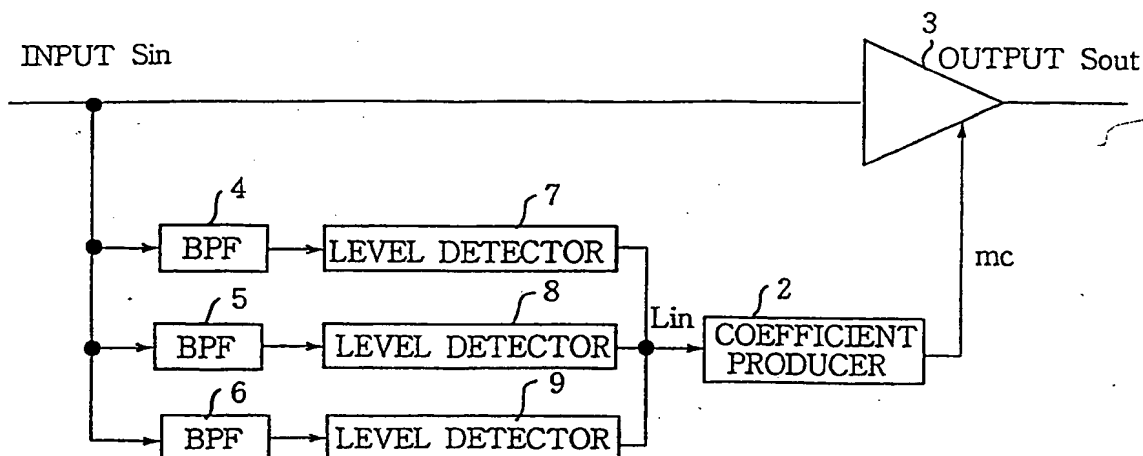 3
INPUT Sin
OUTPUT Sout
4
7
BPF
LEVEL DETECTOR
mc
5
8
Lin
2
BPF
LEVEL DETECTOR
COEFFICIENT
PRODUCER
6
9
BPF
LEVEL DETECTOR